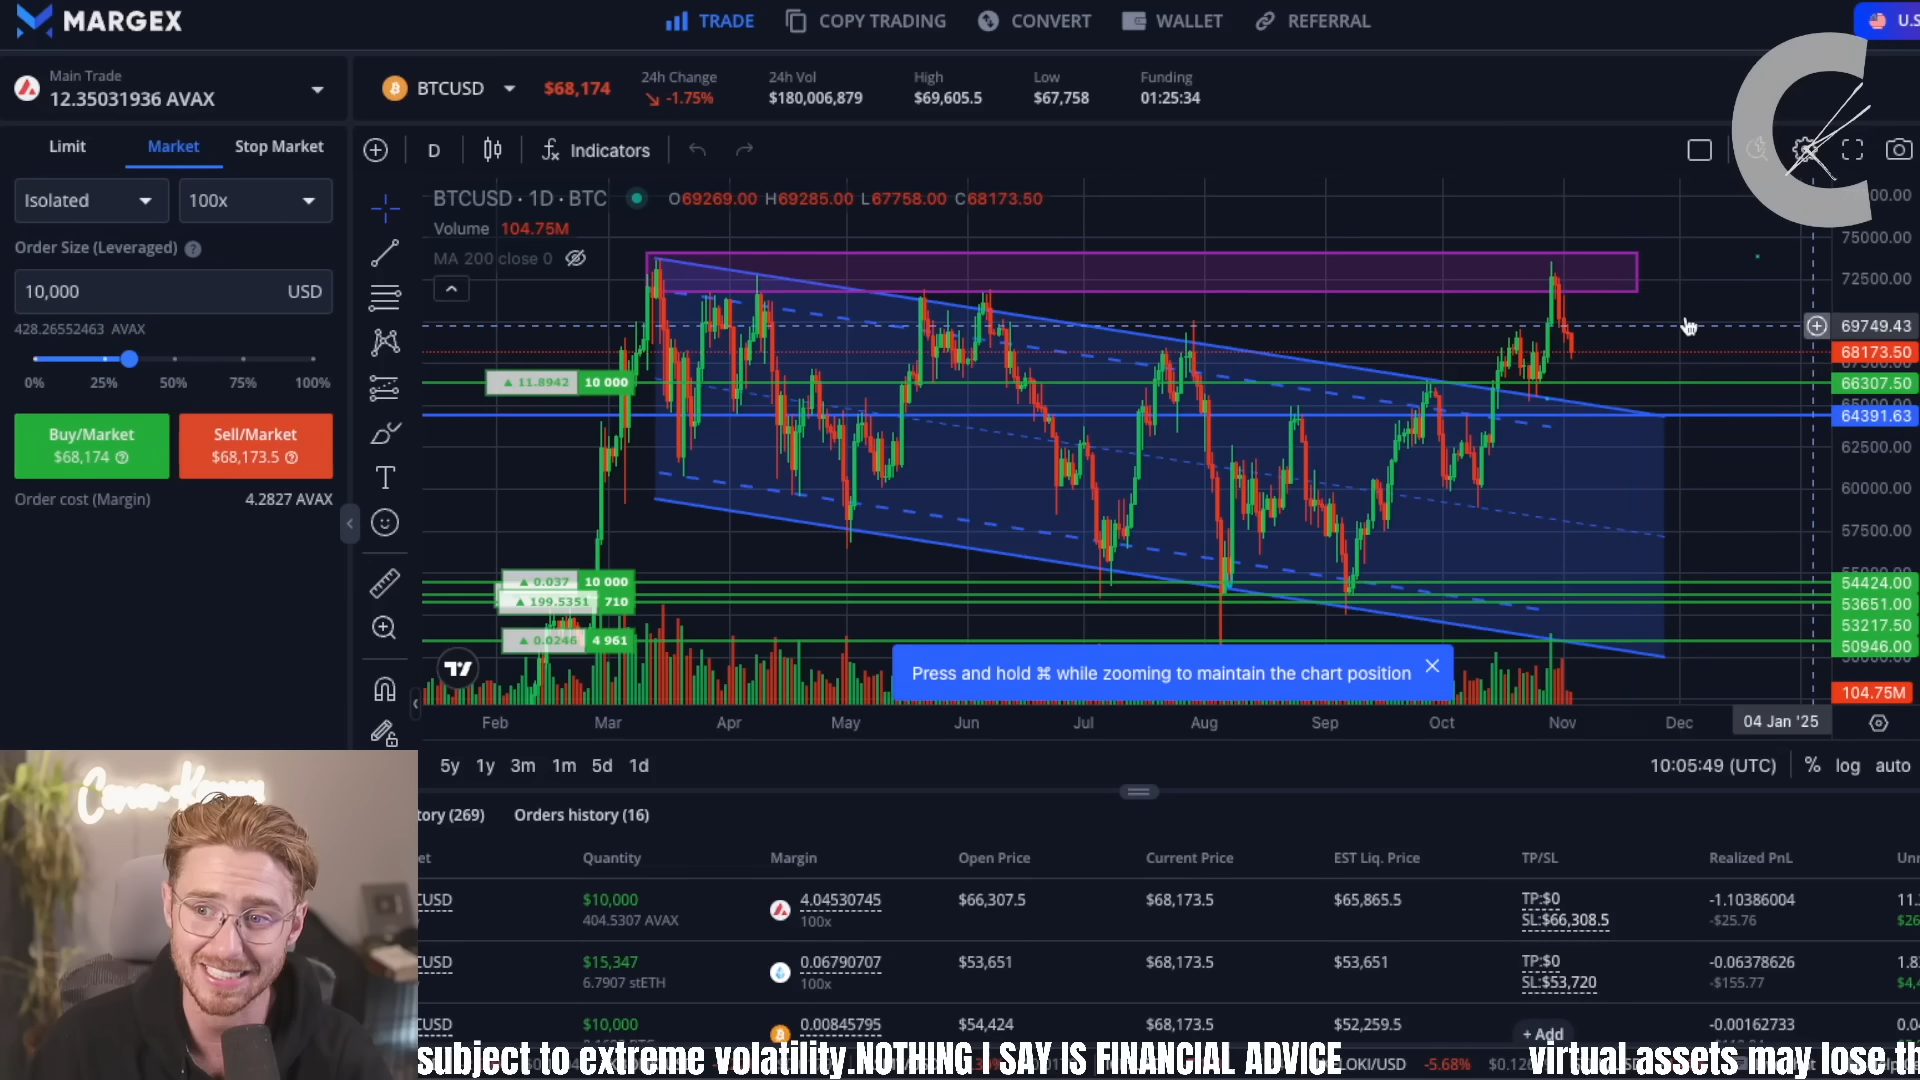 MARGEX
TRADE
COPY TRADING
CONVERT
WALLET
REFERRAL
Main Trade
12.35031936 AVAX
BTCUSD
$68,174
24h Change
-1.75%
24h Vol
$180,006,879
High
$69,605.5
Low
$67,758
Funding
01:25:34
Limit
Market
Stop Market
D
Indicators
Isolated
100x
BTCUSD · 1D · BTC
O69269.00 H69285.00 L67758.00 C68173.50
Volume 104.75M
MA 200 close 0
Order Size (Leveraged)
10,000
USD
428.26552463 AVAX
0%
25%
50%
75%
100%
Buy/Market
$68,174
Sell/Market
$68,173.5
Order cost (Margin)
4.2827 AVAX
75000.00
72500.00
69749.43
68173.50
66307.50
64391.63
62500.00
60000.00
57500.00
54424.00
53651.00
53217.50
50946.00
104.75M
11.8942
10 000
0.037
10 000
199.5351
710
0.0246
4 961
Press and hold ⌘ while zooming to maintain the chart position
Feb
Mar
Apr
May
Jun
Jul
Aug
Sep
Oct
Nov
Dec
04 Jan '25
5y
1y
3m
1m
5d
1d
10:05:49 (UTC)
%
log
auto
tory (269)
Orders history (16)
Quantity
Margin
Open Price
Current Price
EST Liq. Price
TP/SL
Realized PnL
CUSD
$10,000
404.5307 AVAX
4.04530745
100x
$66,307.5
$68,173.5
$65,865.5
TP:$0
SL:$66,308.5
-1.10386004
-$25.76
CUSD
$15,347
6.7907 stETH
0.06790707
100x
$53,651
$68,173.5
$53,651
TP:$0
SL:$53,720
-0.06378626
-$155.77
CUSD
$10,000
0.00845795
$54,424
$68,173.5
$52,259.5
+ Add
-0.00162733
subject to extreme volatility.NOTHING I SAY IS FINANCIAL ADVICE
LOKI/USD
-5.68%
virtual assets may lose th